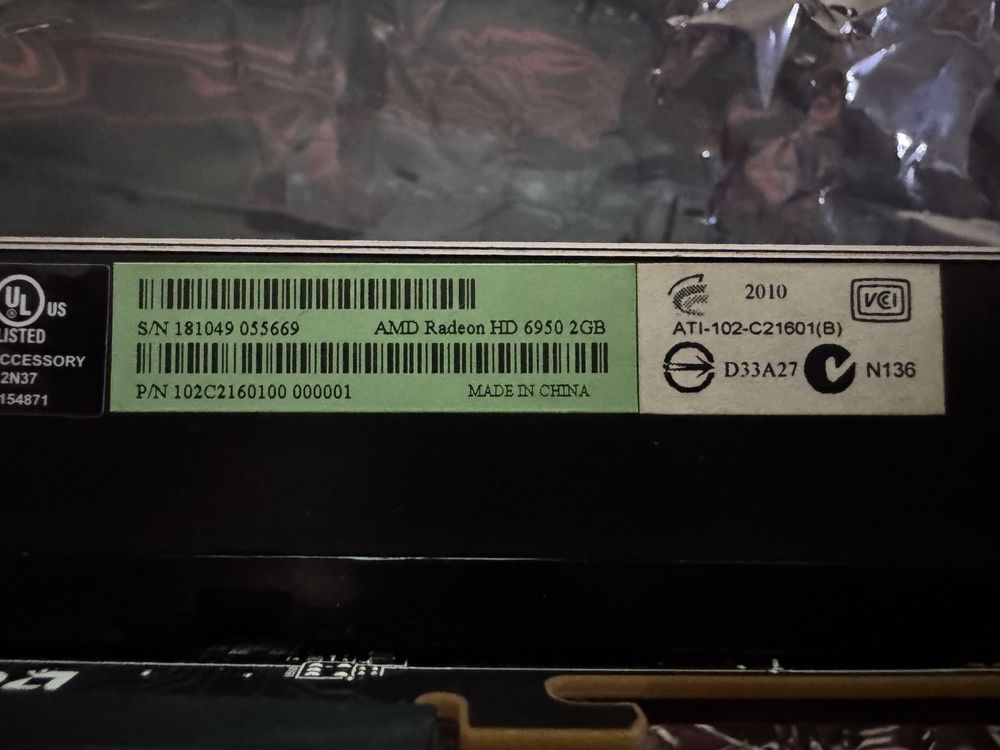 UL US
LISTED
CCESSORY
2N37
154871
S/N 181049 055669
AMD Radeon HD 6950 2GB
P/N 102C2160100 000001
MADE IN CHINA
2010
VCI
ATI-102-C21601(B)
D33A27
N136